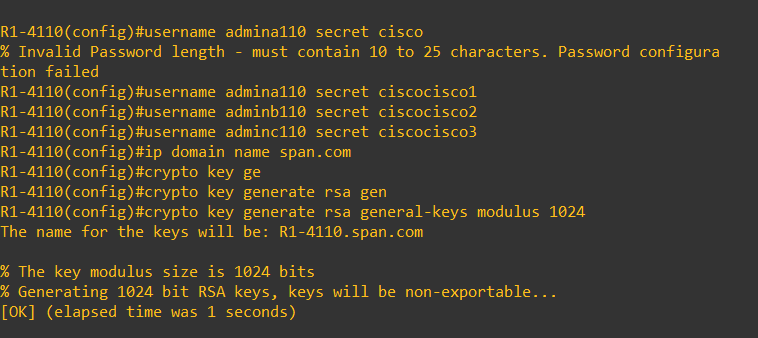 R1-4110(config)#username admina110 secret cisco
% Invalid Password length - must contain 10 to 25 characters. Password configura
tion failed
R1-4110(config)#username admina110 secret ciscocisco1
R1-4110(config)#username adminb110 secret ciscocisco2
R1-4110(config)#username adminc110 secret ciscocisco3
R1-4110(config)#ip domain name span.com
R1-4110(config)#crypto key ge
R1-4110(config)#crypto key generate rsa gen
R1-4110(config)#crypto key generate rsa general-keys modulus 1024
The name for the keys will be: R1-4110.span.com
% The key modulus size is 1024 bits
% Generating 1024 bit RSA keys, keys will be non-exportable...
[OK] (elapsed time was 1 seconds)